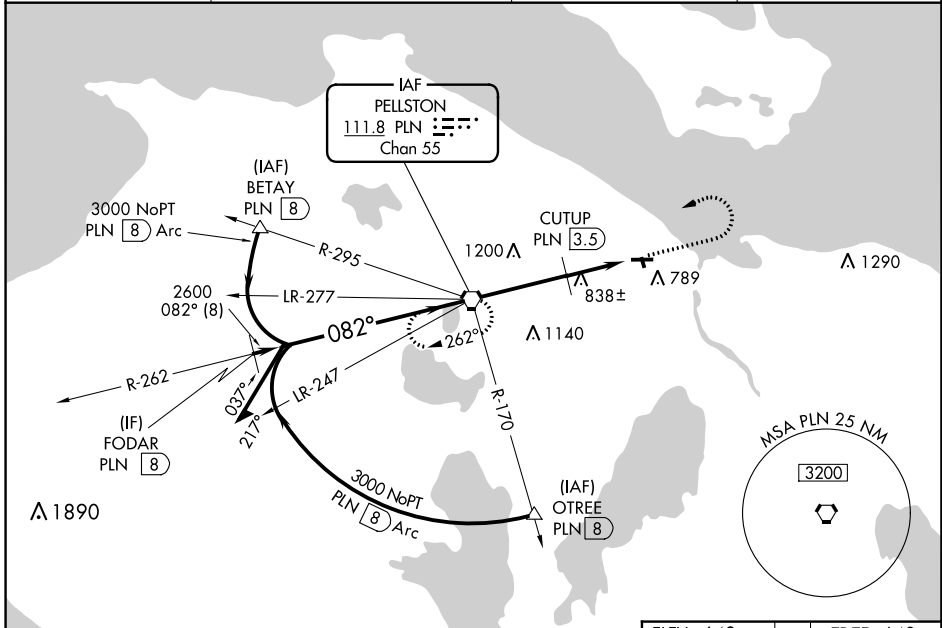 IAF
PELLSTON
111.8 PLN
Chan 55
(IAF)
BETAY
PLN 8
3000 NoPT
PLN 8 Arc
R-295
CUTUP
PLN 3.5
1200
838±
789
1290
2600
082° (8)
LR-277
082°
262°
1140
R-262
037°
217°
LR-247
R-170
(IF)
FODAR
PLN 8
3000 NoPT
PLN 8 Arc
(IAF)
OTREE
PLN 8
1890
MSA PLN 25 NM
3200